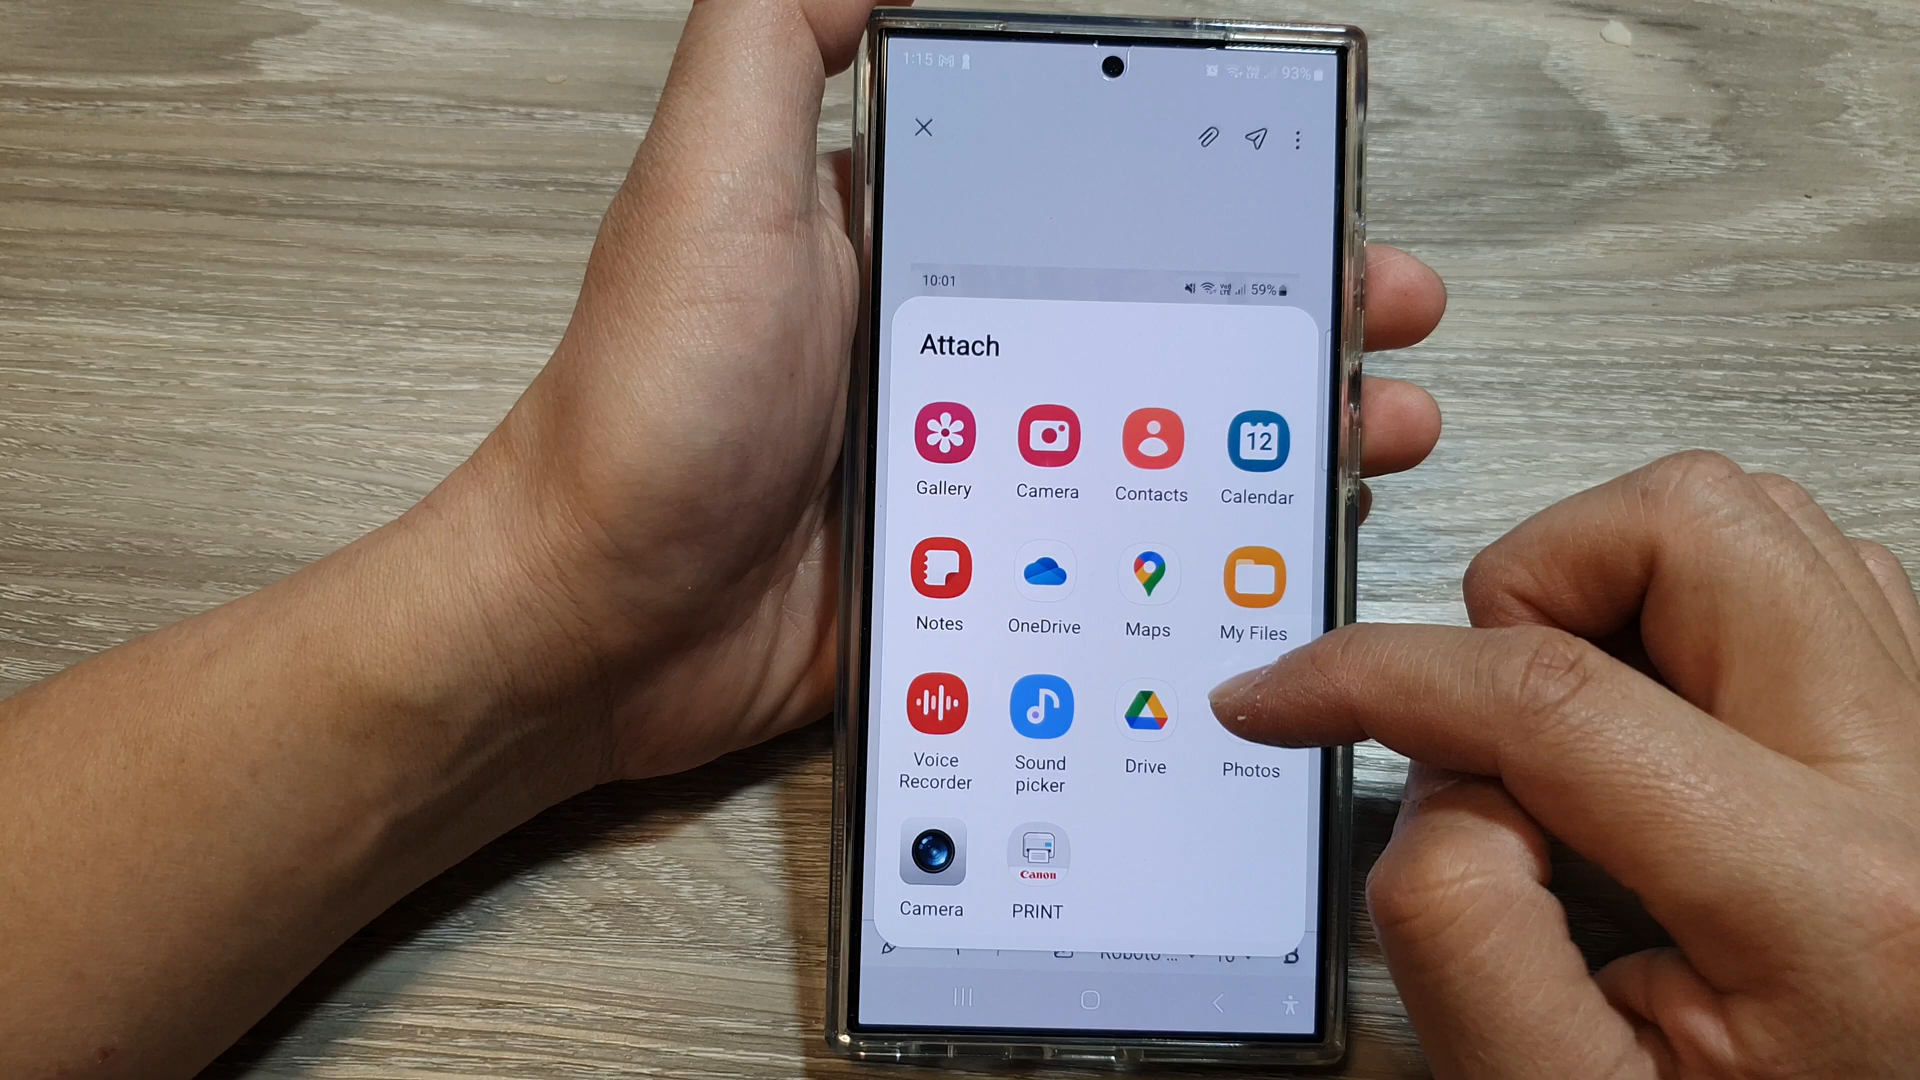 1:15 93%
10:01 59%
Attach
Gallery Camera Contacts Calendar
12
Notes OneDrive Maps My Files
Voice Recorder Sound picker Drive Photos
Canon
Camera PRINT